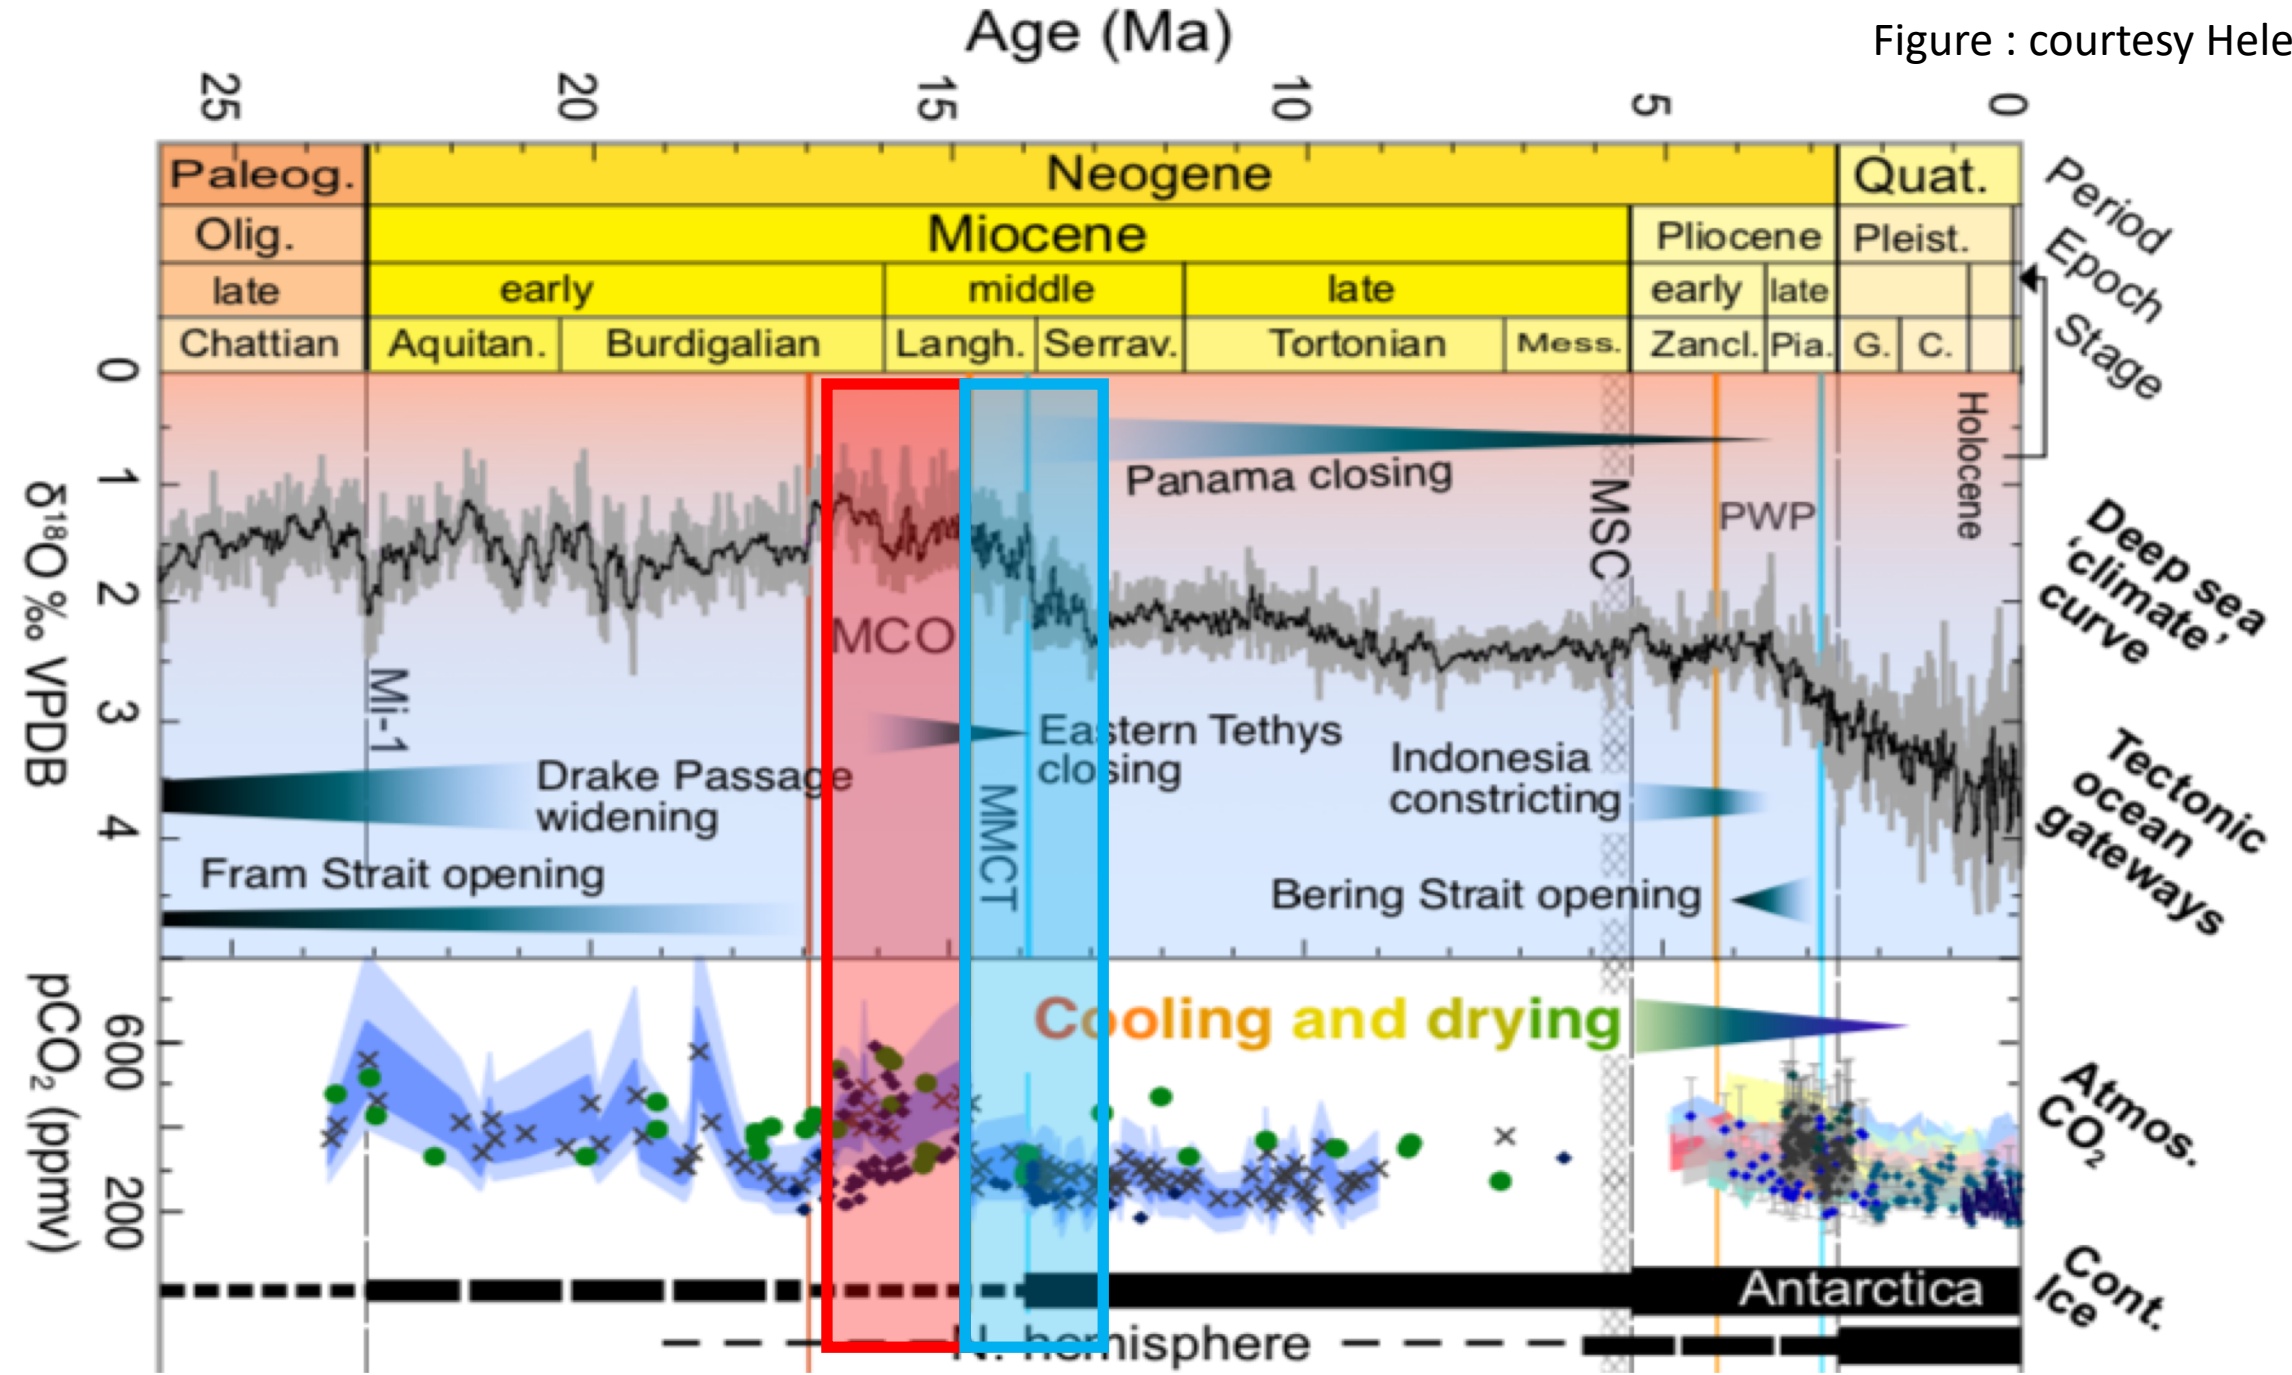 Age (Ma)
Figure : courtesy Hele
25 20 15 10 5 0
Paleog. Neogene Quat. Period
Olig. Miocene Pliocene Pleist. Epoch
late early middle late early late
Chattian Aquitan. Burdigalian Langh. Serrav. Tortonian Mess. Zancl. Pia. G. C. Stage
0
1
2
3
4
δ¹⁸O ‰ VPDB
Panama closing
MSC
PWP
Holocene
Deep sea
'climate'
curve
MCO
Mi-1
Eastern Tethys
closing
MMCT
Drake Passage
widening
Indonesia
constricting
Fram Strait opening
Bering Strait opening
Tectonic
ocean
gateways
pCO₂ (ppmv)
600
200
Cooling and drying
Atmos.
CO₂
Antarctica
N. hemisphere
Cont.
Ice